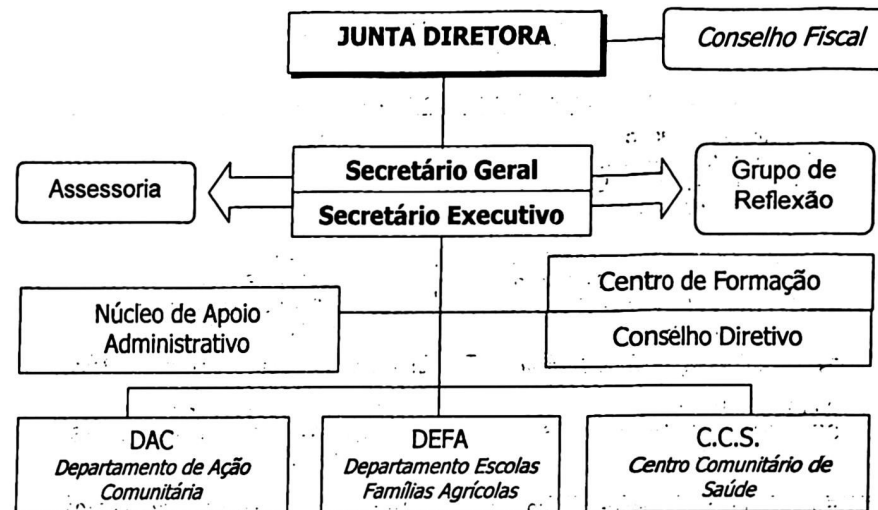 JUNTA DIRETORA
Conselho Fiscal
Assessoria
Secretário Geral
Secretário Executivo
Grupo de
Reflexão
Núcleo de Apoio
Administrativo
Centro de Formação
Conselho Diretivo
DAC
Departamento de Ação
Comunitária
DEFA
Departamento Escolas
Famílias Agrícolas
C.C.S.
Centro Comunitário de
Saúde